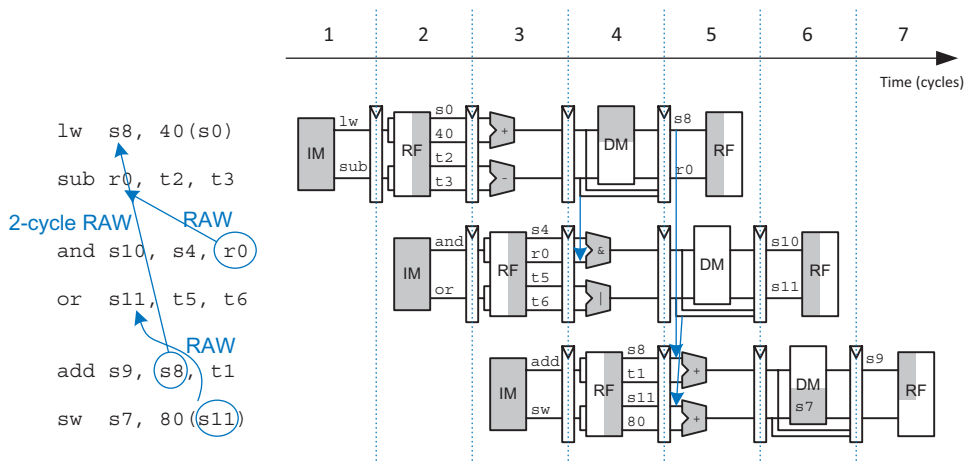 1 2 3 4 5 6 7
Time (cycles)
lw s8, 40(s0)
sub r0, t2, t3
2-cycle RAW
RAW
and s10, s4, r0
or s11, t5, t6
RAW
add s9, s8, t1
sw s7, 80(s11)
IM
lw
sub
RF
s0
40
t2
t3
+
-
DM
s8
r0
RF
IM
and
or
RF
s4
r0
t5
t6
&
|
DM
s10
s11
RF
IM
add
sw
RF
s8
t1
s11
80
+
+
DM
s7
s9
RF